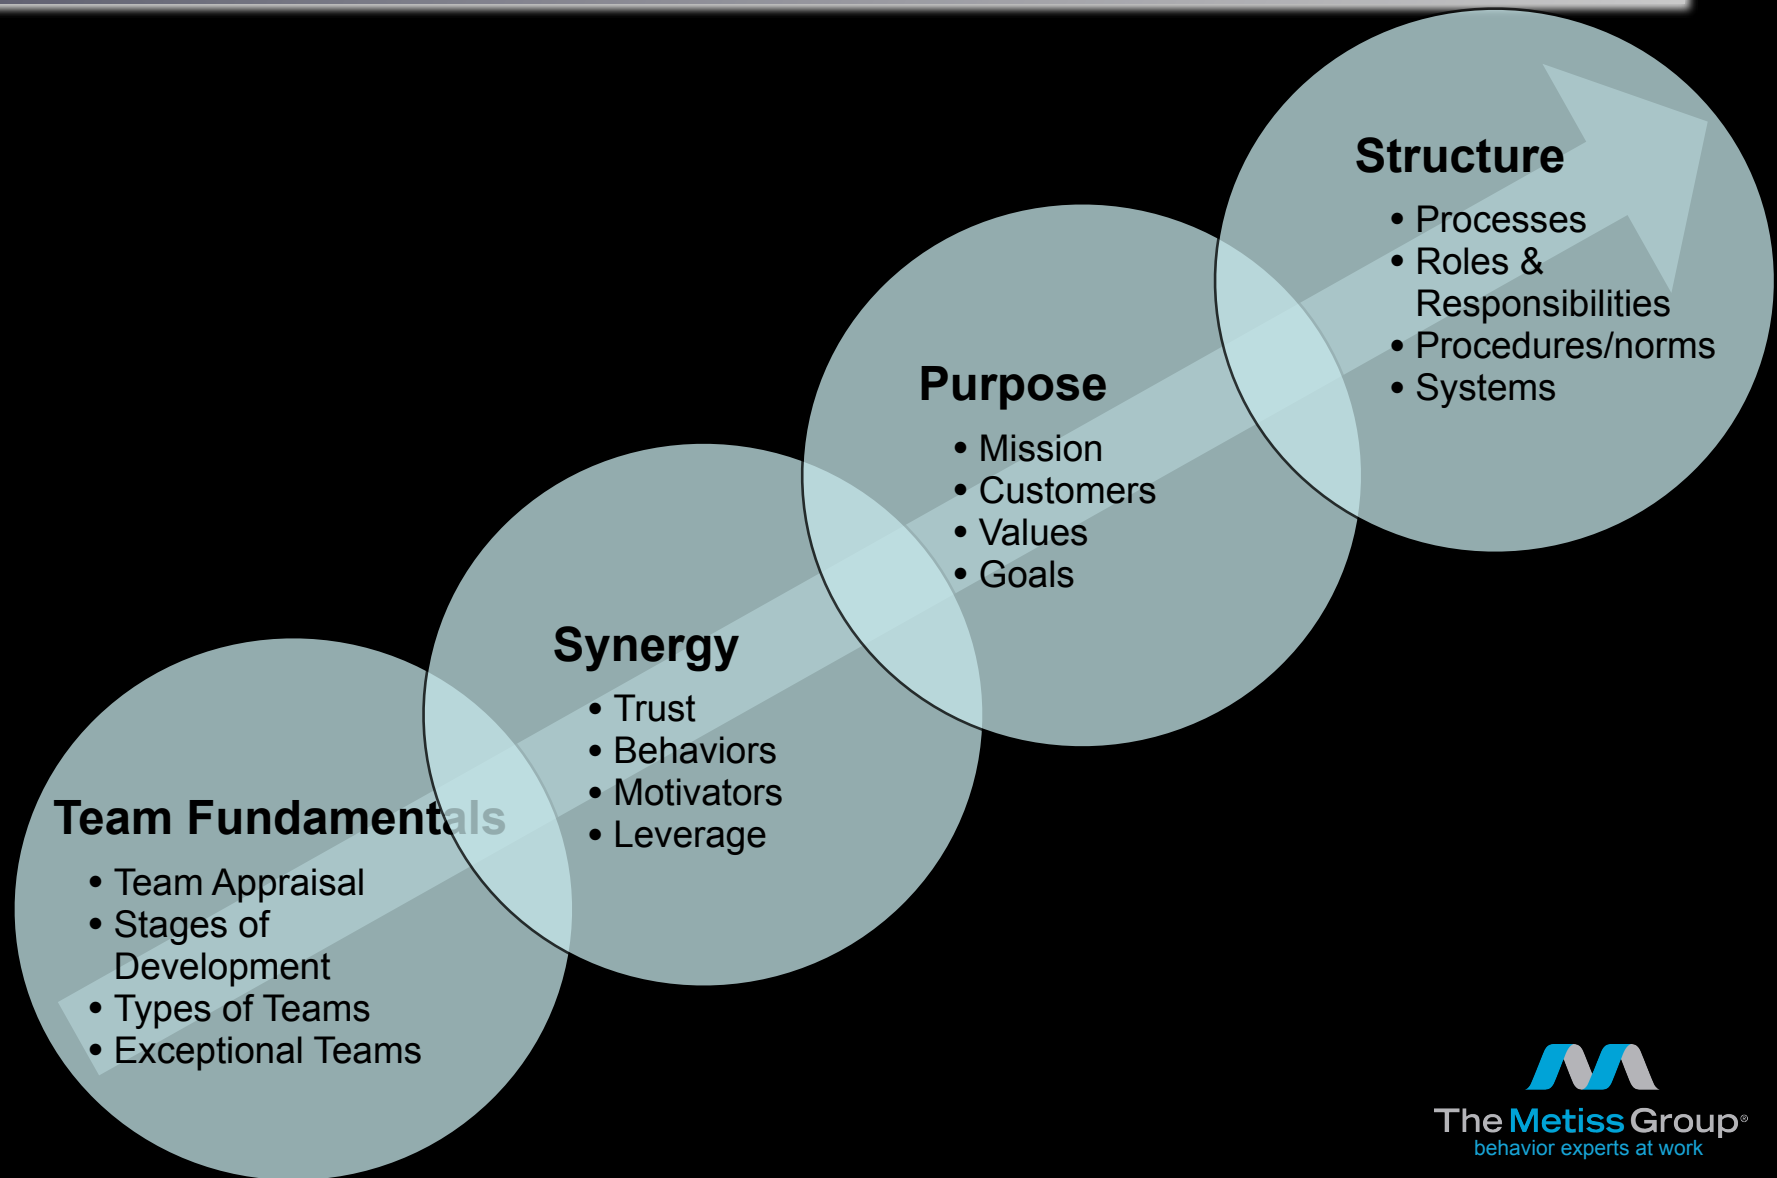 Structure
• Processes
• Roles &
Responsibilities
• Procedures/norms
• Systems
Purpose
• Mission
• Customers
• Values
• Goals
Synergy
• Trust
• Behaviors
• Motivators
• Leverage
Team Fundamentals
• Team Appraisal
• Stages of
Development
• Types of Teams
• Exceptional Teams
The Metiss Group®
behavior experts at work